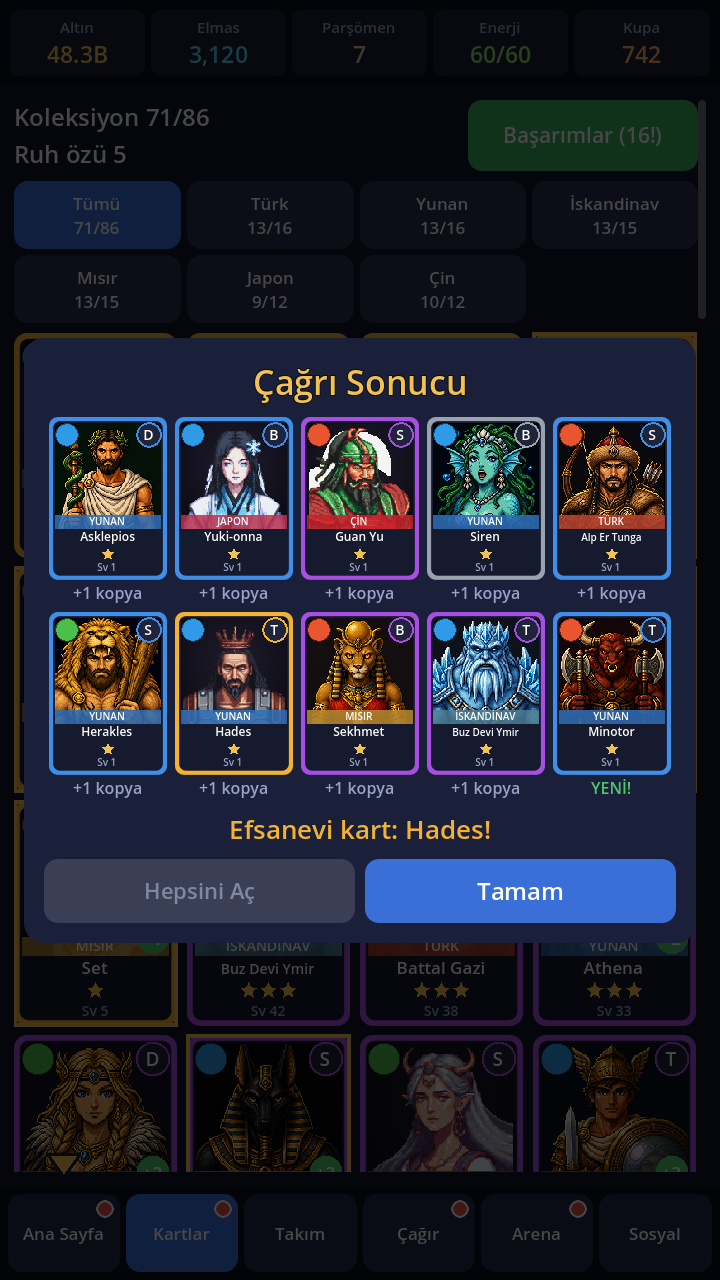 Altın
48.3B
Elmas
3,120
Parşömen
7
Enerji
60/60
Kupa
742
Koleksiyon 71/86
Ruh özü 5
Başarımlar (16!)
Tümü
71/86
Türk
13/16
Yunan
13/16
İskandinav
13/15
Mısır
13/15
Japon
9/12
Çin
10/12
Çağrı Sonucu
D
YUNAN
Asklepios
Sv 1
+1 kopya
B
JAPON
Yuki-onna
Sv 1
+1 kopya
S
ÇİN
Guan Yu
Sv 1
+1 kopya
B
YUNAN
Siren
Sv 1
+1 kopya
S
TÜRK
Alp Er Tunga
Sv 1
+1 kopya
S
YUNAN
Herakles
Sv 1
+1 kopya
T
YUNAN
Hades
Sv 1
+1 kopya
B
MISIR
Sekhmet
Sv 1
+1 kopya
T
İSKANDİNAV
Buz Devi Ymir
Sv 1
+1 kopya
T
YUNAN
Minotor
Sv 1
YENİ!
Efsanevi kart: Hades!
Hepsini Aç
Tamam
MISIR
Set
Sv 5
İSKANDİNAV
Buz Devi Ymir
Sv 42
TÜRK
Battal Gazi
Sv 38
YUNAN
Athena
Sv 33
D
S
S
T
Ana Sayfa
Kartlar
Takım
Çağır
Arena
Sosyal